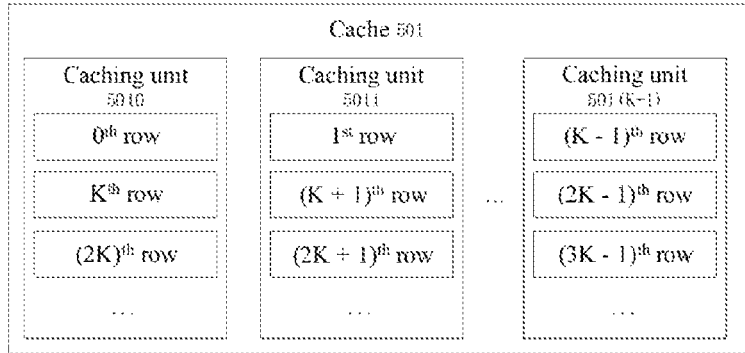 Cache 501
Caching unit
5010
0th row
Kth row
(2K)th row
...
Caching unit
5011
1st row
(K + 1)th row
(2K + 1)th row
...
...
Caching unit
501(K-1)
(K - 1)th row
(2K - 1)th row
(3K - 1)th row
...